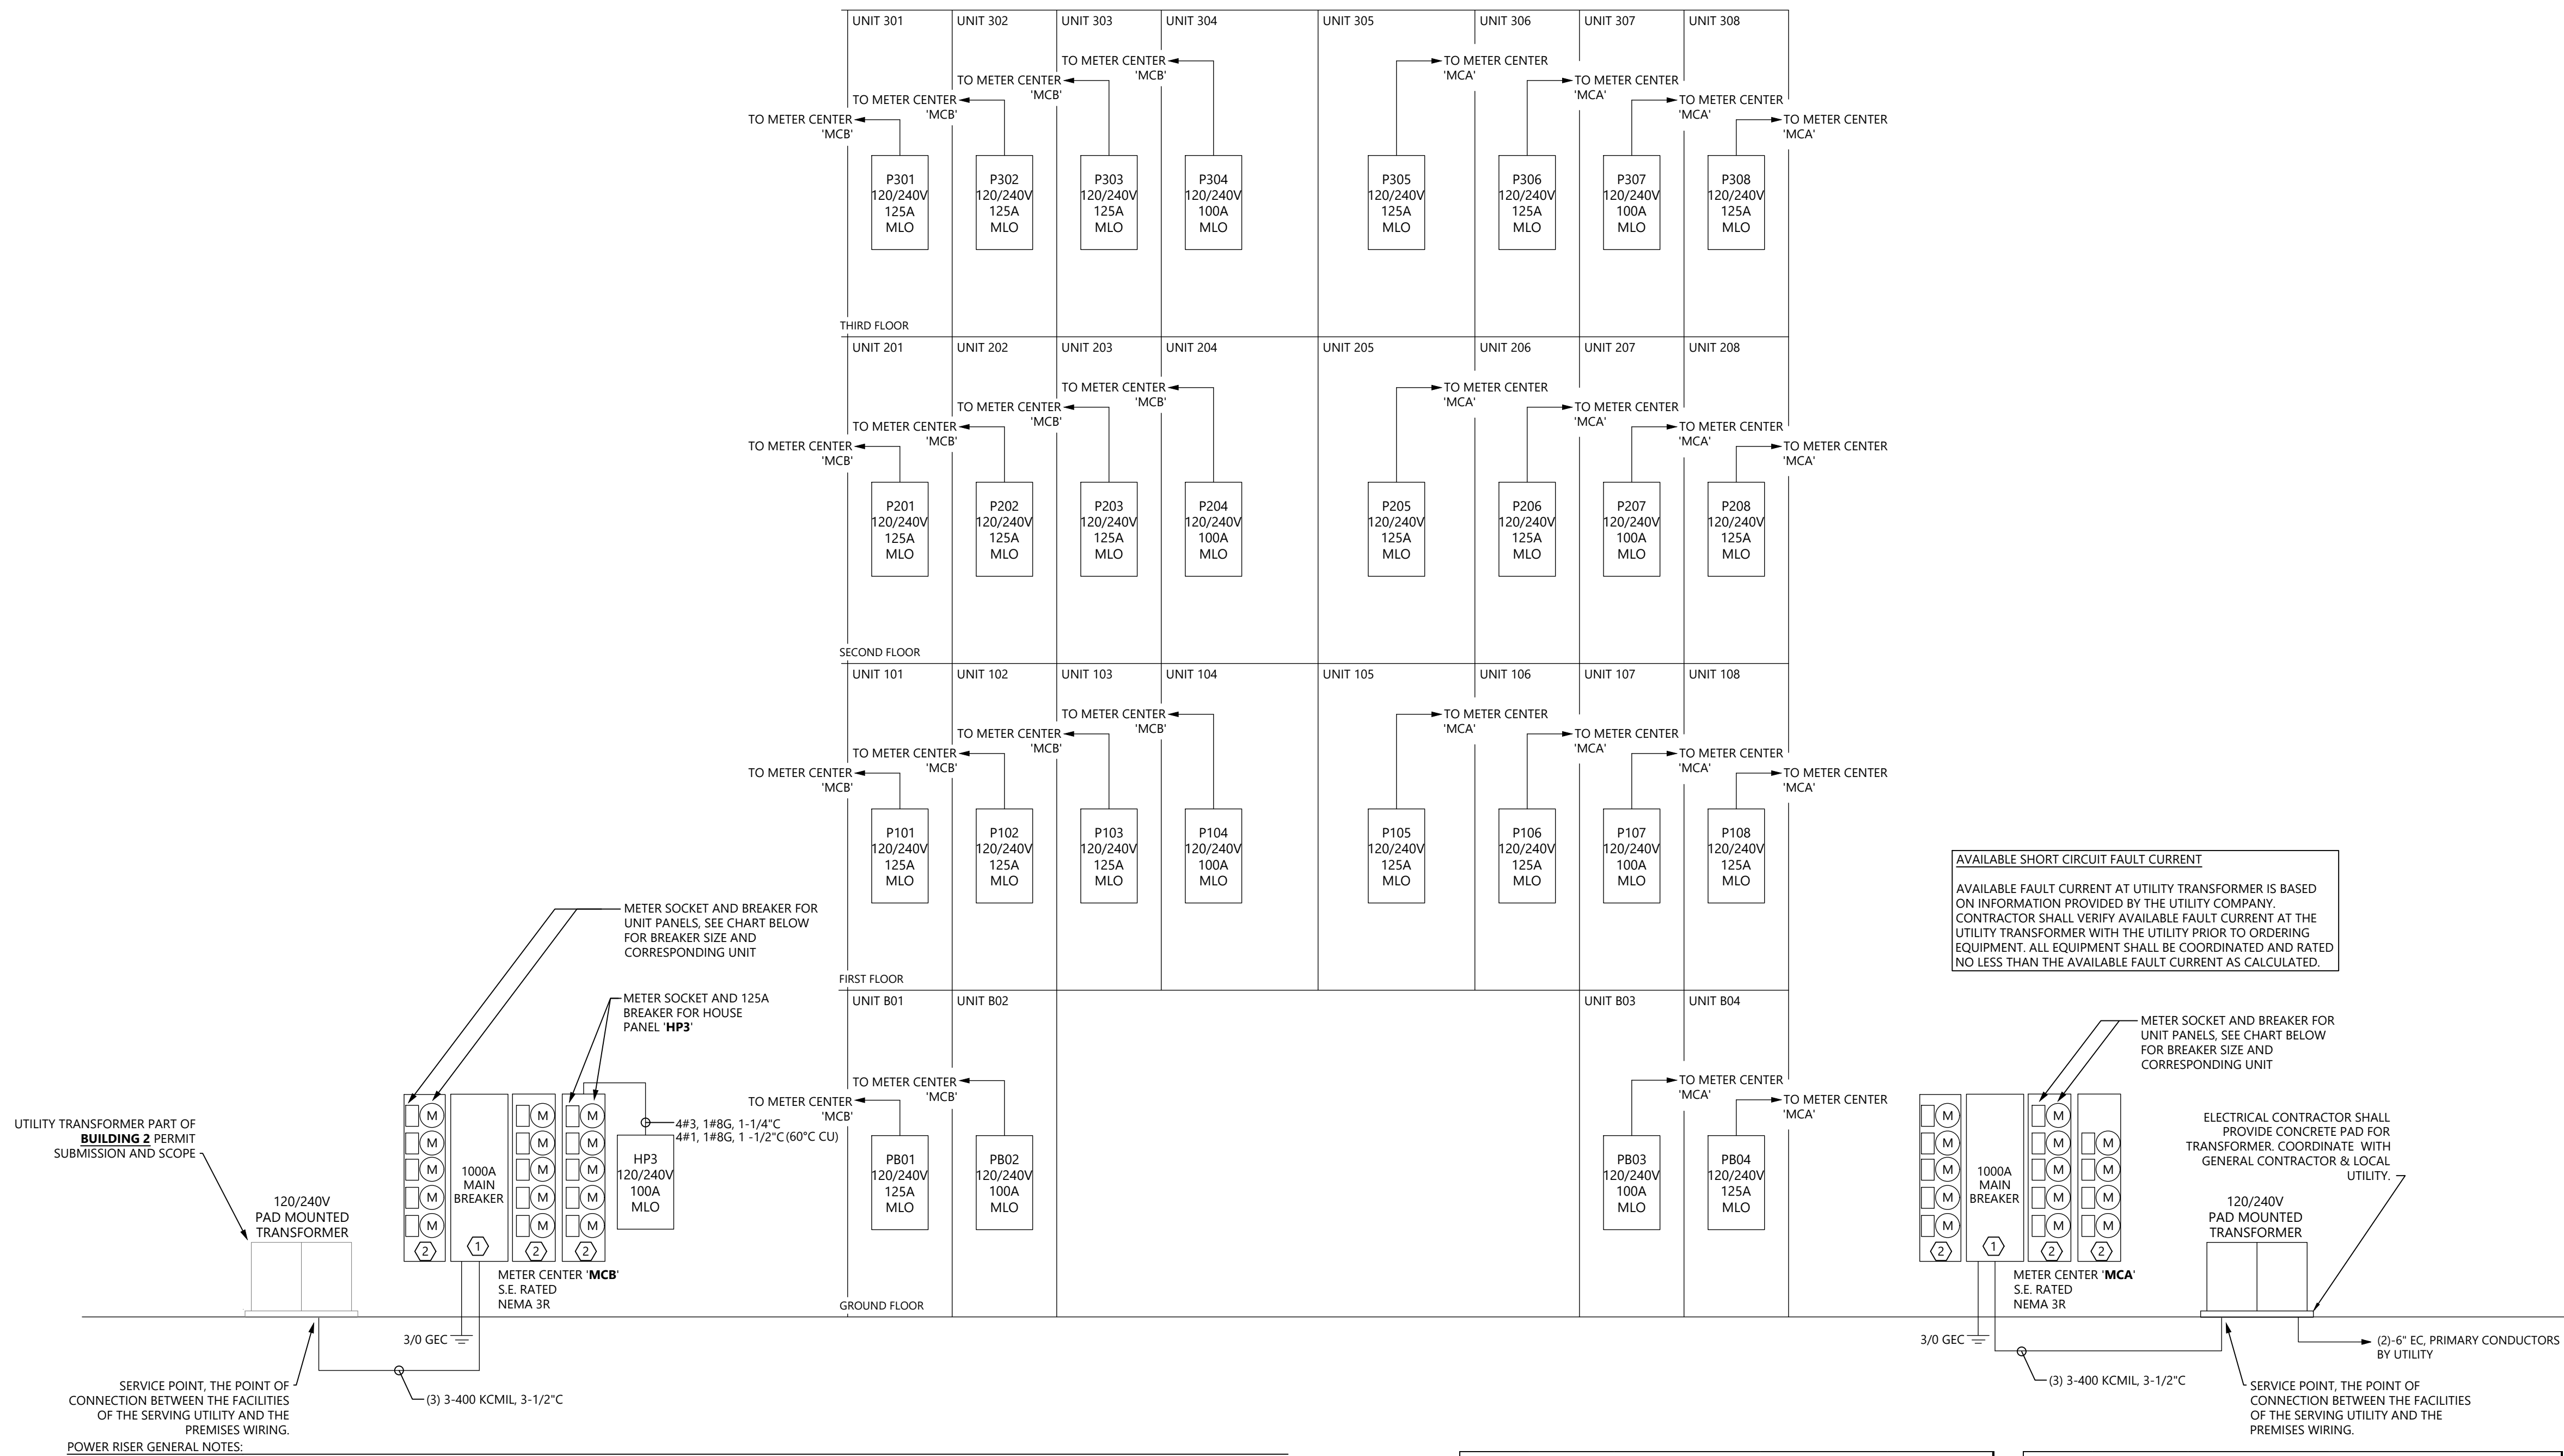 UNIT 301
UNIT 302
UNIT 303
UNIT 304
UNIT 305
UNIT 306
UNIT 307
UNIT 308
TO METER CENTER
'MCB'
TO METER CENTER
'MCB'
TO METER CENTER
'MCB'
TO METER CENTER
'MCB'
TO METER CENTER
'MCA'
TO METER CENTER
'MCA'
TO METER CENTER
'MCA'
TO METER CENTER
'MCA'
P301
120/240V
125A
MLO
P302
120/240V
125A
MLO
P303
120/240V
125A
MLO
P304
120/240V
100A
MLO
P305
120/240V
125A
MLO
P306
120/240V
125A
MLO
P307
120/240V
100A
MLO
P308
120/240V
125A
MLO
THIRD FLOOR
UNIT 201
UNIT 202
UNIT 203
UNIT 204
UNIT 205
UNIT 206
UNIT 207
UNIT 208
TO METER CENTER
'MCB'
TO METER CENTER
'MCB'
TO METER CENTER
'MCB'
TO METER CENTER
'MCB'
TO METER CENTER
'MCA'
TO METER CENTER
'MCA'
TO METER CENTER
'MCA'
TO METER CENTER
'MCA'
P201
120/240V
125A
MLO
P202
120/240V
125A
MLO
P203
120/240V
125A
MLO
P204
120/240V
100A
MLO
P205
120/240V
125A
MLO
P206
120/240V
125A
MLO
P207
120/240V
100A
MLO
P208
120/240V
125A
MLO
SECOND FLOOR
UNIT 101
UNIT 102
UNIT 103
UNIT 104
UNIT 105
UNIT 106
UNIT 107
UNIT 108
TO METER CENTER
'MCB'
TO METER CENTER
'MCB'
TO METER CENTER
'MCB'
TO METER CENTER
'MCB'
TO METER CENTER
'MCA'
TO METER CENTER
'MCA'
TO METER CENTER
'MCA'
TO METER CENTER
'MCA'
P101
120/240V
125A
MLO
P102
120/240V
125A
MLO
P103
120/240V
125A
MLO
P104
120/240V
100A
MLO
P105
120/240V
125A
MLO
P106
120/240V
125A
MLO
P107
120/240V
100A
MLO
P108
120/240V
125A
MLO
FIRST FLOOR
UNIT B01
UNIT B02
UNIT B03
UNIT B04
TO METER CENTER
'MCB'
TO METER CENTER
'MCB'
TO METER CENTER
'MCA'
TO METER CENTER
'MCA'
PB01
120/240V
125A
MLO
PB02
120/240V
100A
MLO
PB03
120/240V
100A
MLO
PB04
120/240V
125A
MLO
GROUND FLOOR
METER SOCKET AND BREAKER FOR
UNIT PANELS, SEE CHART BELOW
FOR BREAKER SIZE AND
CORRESPONDING UNIT
METER SOCKET AND 125A
BREAKER FOR HOUSE
PANEL 'HP3'
UTILITY TRANSFORMER PART OF
BUILDING 2 PERMIT
SUBMISSION AND SCOPE
120/240V
PAD MOUNTED
TRANSFORMER
M
M
M
M
M
2
1000A
MAIN
BREAKER
1
M
M
M
M
M
2
M
M
M
M
M
2
4#3, 1#8G, 1-1/4"C
4#1, 1#8G, 1 -1/2"C (60°C CU)
HP3
120/240V
100A
MLO
METER CENTER 'MCB'
S.E. RATED
NEMA 3R
3/0 GEC
(3) 3-400 KCMIL, 3-1/2"C
SERVICE POINT, THE POINT OF
CONNECTION BETWEEN THE FACILITIES
OF THE SERVING UTILITY AND THE
PREMISES WIRING.
POWER RISER GENERAL NOTES:
AVAILABLE SHORT CIRCUIT FAULT CURRENT
AVAILABLE FAULT CURRENT AT UTILITY TRANSFORMER IS BASED
ON INFORMATION PROVIDED BY THE UTILITY COMPANY.
CONTRACTOR SHALL VERIFY AVAILABLE FAULT CURRENT AT THE
UTILITY TRANSFORMER WITH THE UTILITY PRIOR TO ORDERING
EQUIPMENT. ALL EQUIPMENT SHALL BE COORDINATED AND RATED
NO LESS THAN THE AVAILABLE FAULT CURRENT AS CALCULATED.
METER SOCKET AND BREAKER FOR
UNIT PANELS, SEE CHART BELOW
FOR BREAKER SIZE AND
CORRESPONDING UNIT
M
M
M
M
M
2
1000A
MAIN
BREAKER
1
M
M
M
M
M
2
M
M
M
M
2
METER CENTER 'MCA'
S.E. RATED
NEMA 3R
ELECTRICAL CONTRACTOR SHALL
PROVIDE CONCRETE PAD FOR
TRANSFORMER. COORDINATE WITH
GENERAL CONTRACTOR & LOCAL
UTILITY.
120/240V
PAD MOUNTED
TRANSFORMER
3/0 GEC
(3) 3-400 KCMIL, 3-1/2"C
(2)-6" EC, PRIMARY CONDUCTORS
BY UTILITY
SERVICE POINT, THE POINT OF
CONNECTION BETWEEN THE FACILITIES
OF THE SERVING UTILITY AND THE
PREMISES WIRING.